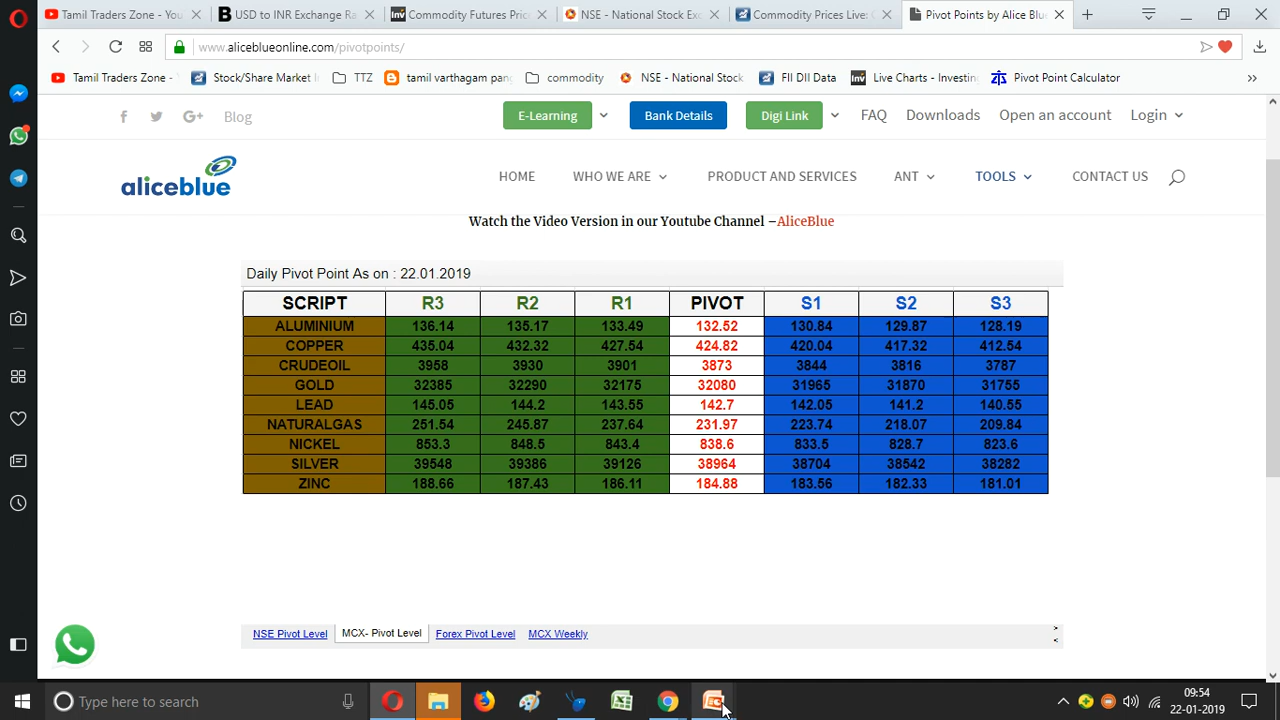 Tamil Traders Zone - You
USD to INR Exchange Ra
Commodity Futures Pric
NSE - National Stock Exc
Commodity Prices Live: C
Pivot Points by Alice Blu
www.aliceblueonline.com/pivotpoints/
Tamil Traders Zone -
Stock/Share Market I
TTZ
tamil varthagam pan
commodity
NSE - National Stock
FII DII Data
Live Charts - Investin
Pivot Point Calculator
Blog
E-Learning
Bank Details
Digi Link
FAQ
Downloads
Open an account
Login
aliceblue
HOME
WHO WE ARE
PRODUCT AND SERVICES
ANT
TOOLS
CONTACT US
Watch the Video Version in our Youtube Channel –AliceBlue
Daily Pivot Point As on : 22.01.2019
SCRIPT R3 R2 R1 PIVOT S1 S2 S3
ALUMINIUM 136.14 135.17 133.49 132.52 130.84 129.87 128.19
COPPER 435.04 432.32 427.54 424.82 420.04 417.32 412.54
CRUDEOIL 3958 3930 3901 3873 3844 3816 3787
GOLD 32385 32290 32175 32080 31965 31870 31755
LEAD 145.05 144.2 143.55 142.7 142.05 141.2 140.55
NATURALGAS 251.54 245.87 237.64 231.97 223.74 218.07 209.84
NICKEL 853.3 848.5 843.4 838.6 833.5 828.7 823.6
SILVER 39548 39386 39126 38964 38704 38542 38282
ZINC 188.66 187.43 186.11 184.88 183.56 182.33 181.01
NSE Pivot Level
MCX- Pivot Level
Forex Pivot Level
MCX Weekly
Type here to search
09:54
22-01-2019